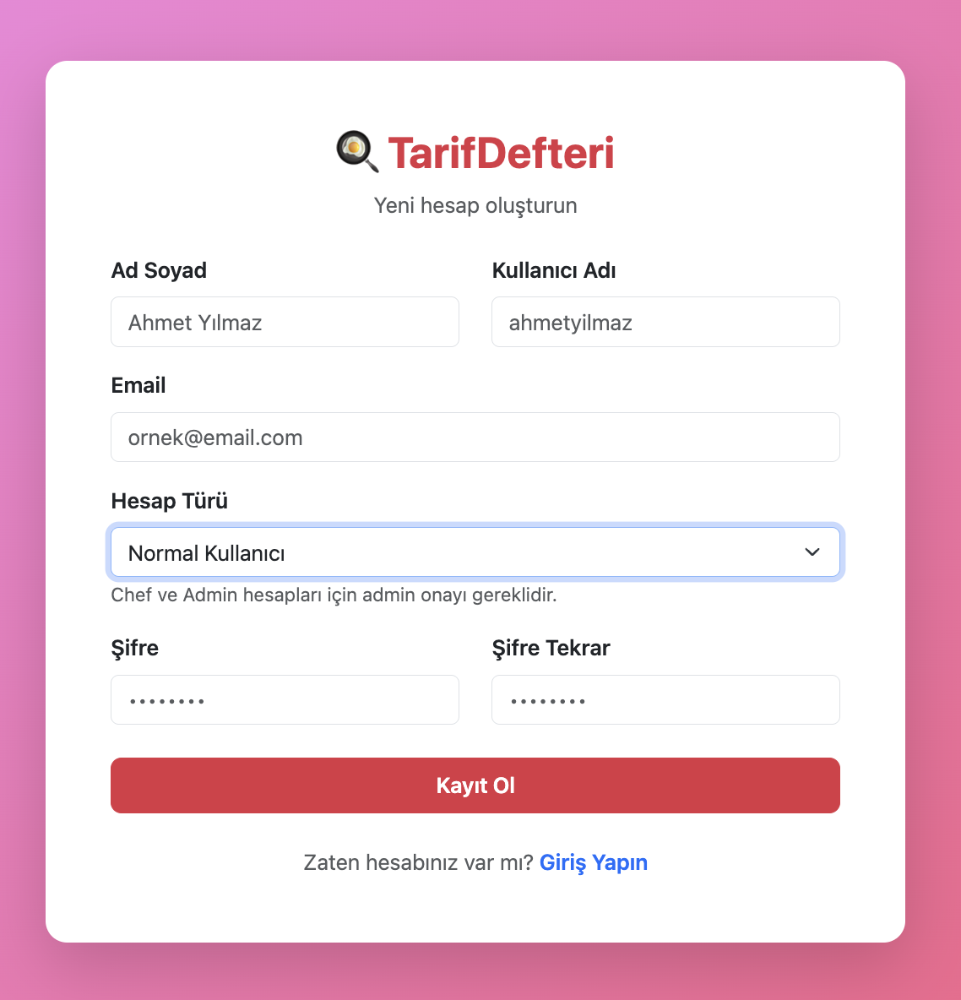 TarifDefteri
Yeni hesap oluşturun
Ad Soyad
Kullanıcı Adı
Ahmet Yılmaz
ahmetyilmaz
Email
ornek@email.com
Hesap Türü
Normal Kullanıcı
Chef ve Admin hesapları için admin onayı gereklidir.
Şifre
Şifre Tekrar
••••••••
••••••••
Kayıt Ol
Zaten hesabınız var mı? Giriş Yapın